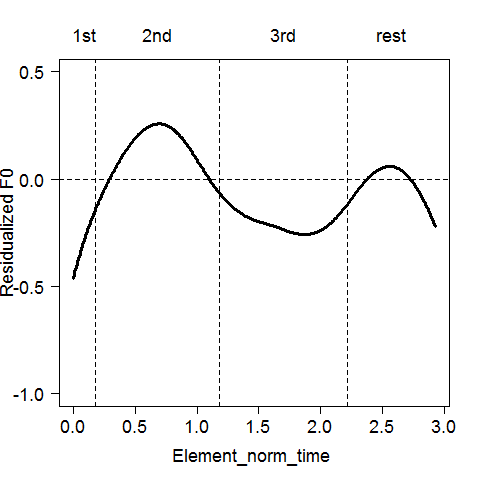 1st 2nd 3rd rest
0.5
0.0
-0.5
-1.0
Residualized F0
0.0 0.5 1.0 1.5 2.0 2.5 3.0
Element_norm_time